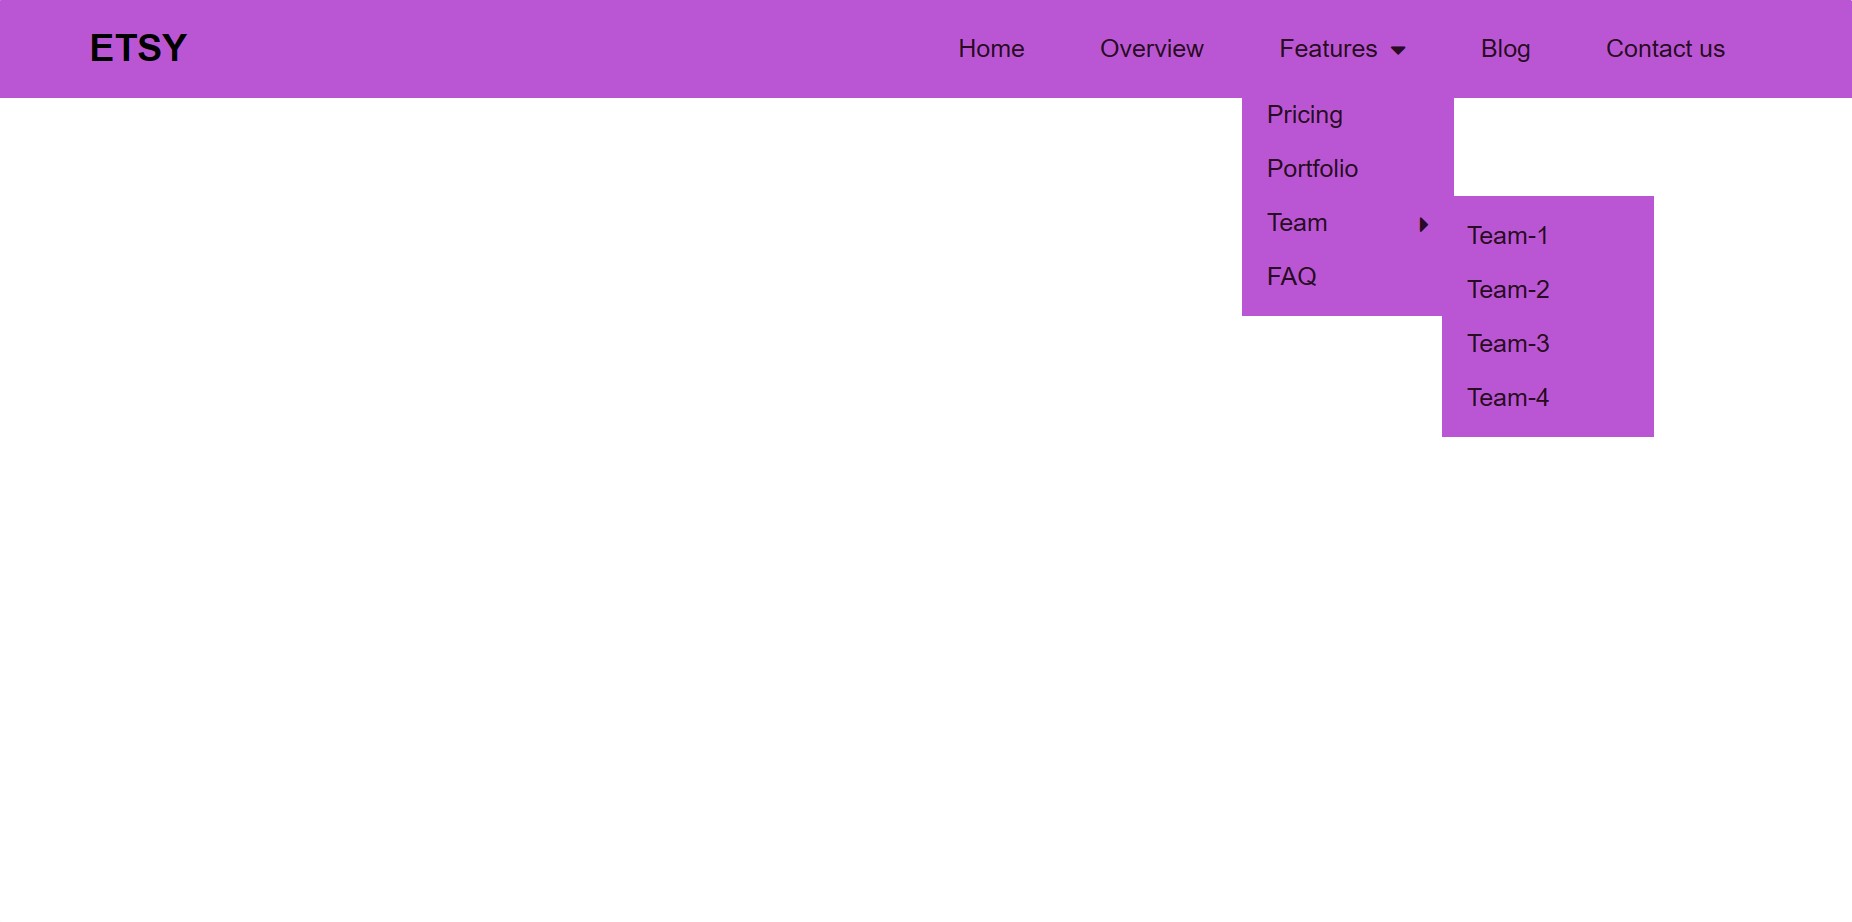 ETSY
Home Overview Features Blog Contact us
Pricing
Portfolio
Team
FAQ
Team-1
Team-2
Team-3
Team-4